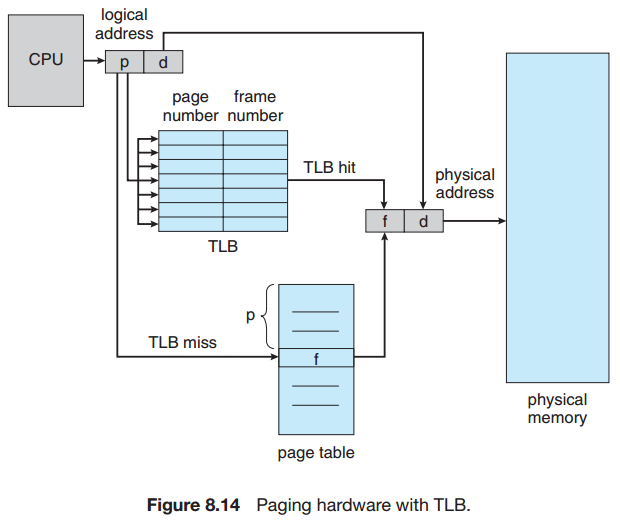 logical
address
CPU
p d
page frame
number number
TLB hit
physical
address
f d
TLB
p
TLB miss
f
physical
memory
page table
Figure 8.14 Paging hardware with TLB.